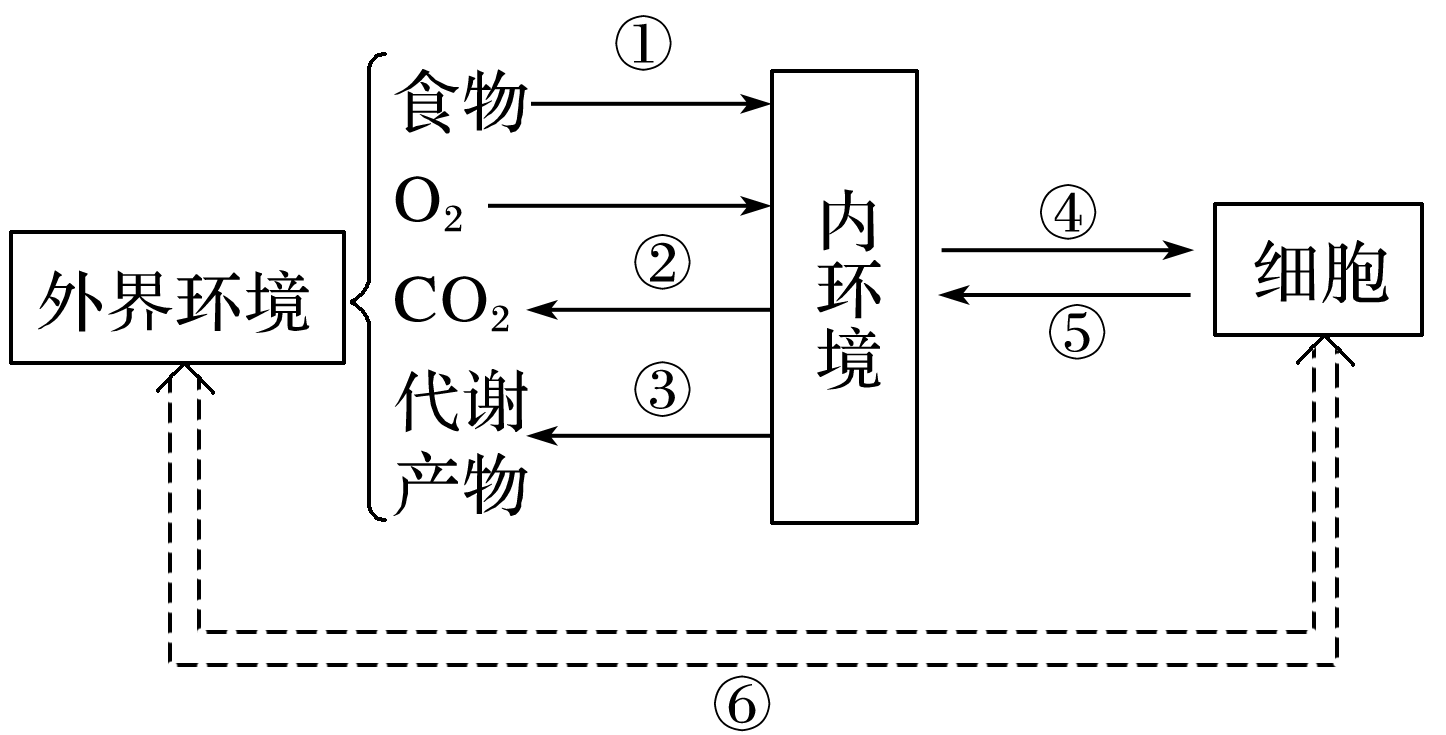 ①
食物
O₂
②
CO₂
③
代谢
产物
外界环境
内
环
境
④
⑤
细胞
⑥